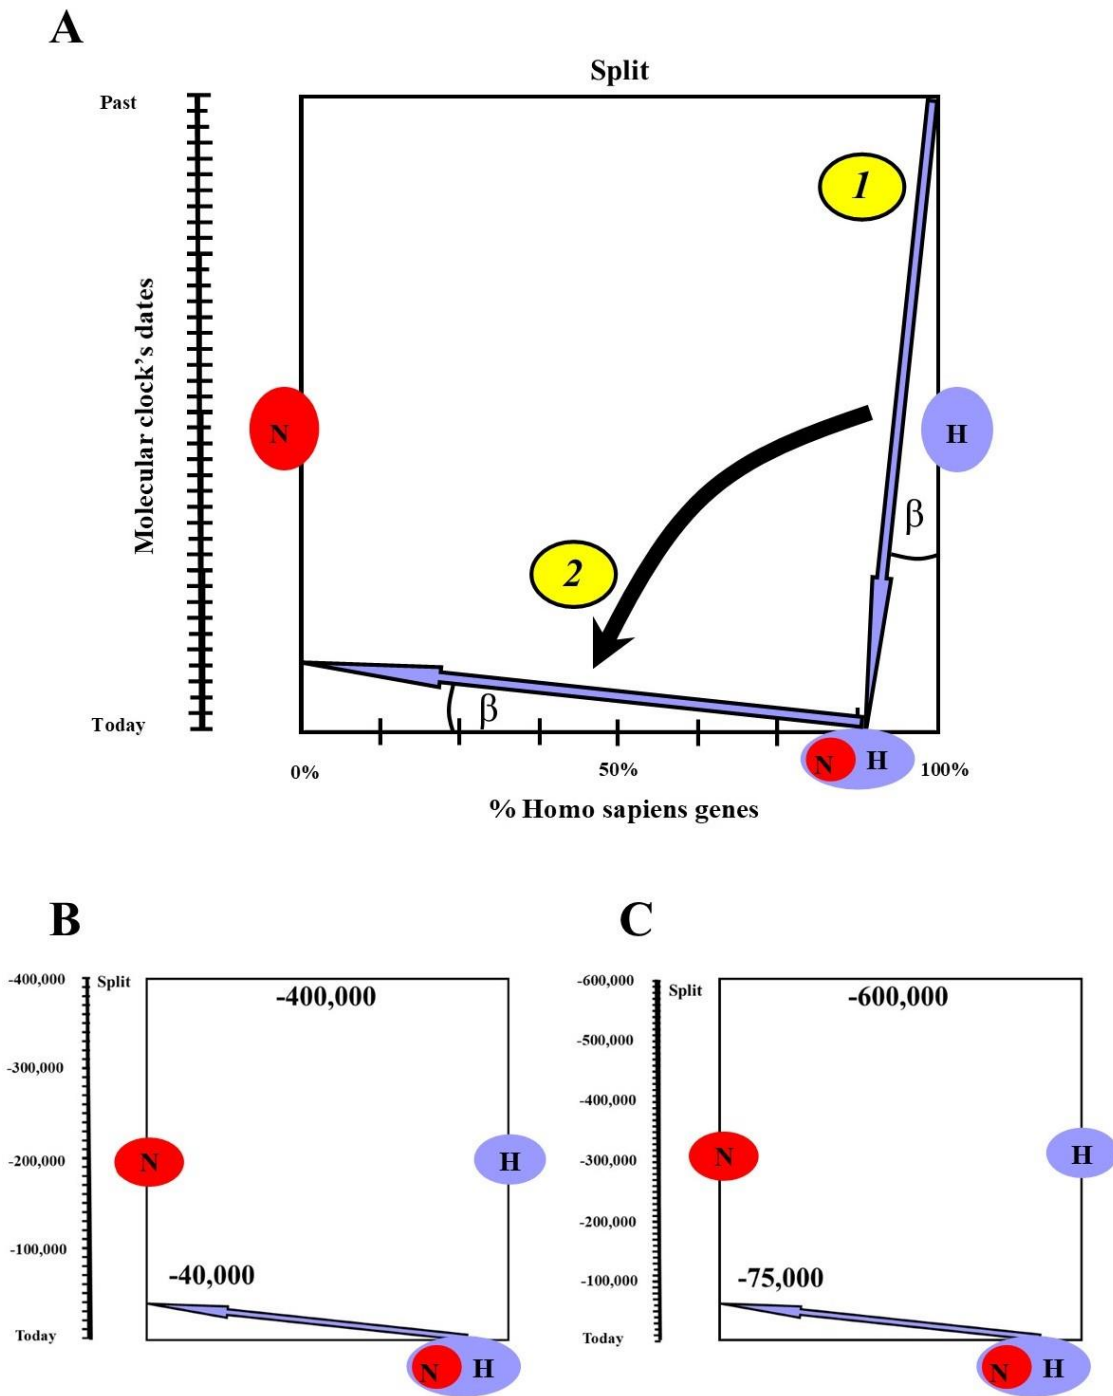 A
Split
Past
1
Molecular clock's dates
N
H
β
2
β
Today
N H
0%
50%
100%
% Homo sapiens genes
B
C
-400,000
Split
-400,000
-300,000
-200,000
N
H
-100,000
-40,000
Today
N H
-600,000
Split
-600,000
-500,000
-400,000
-300,000
N
H
-200,000
-100,000
-75,000
Today
N H